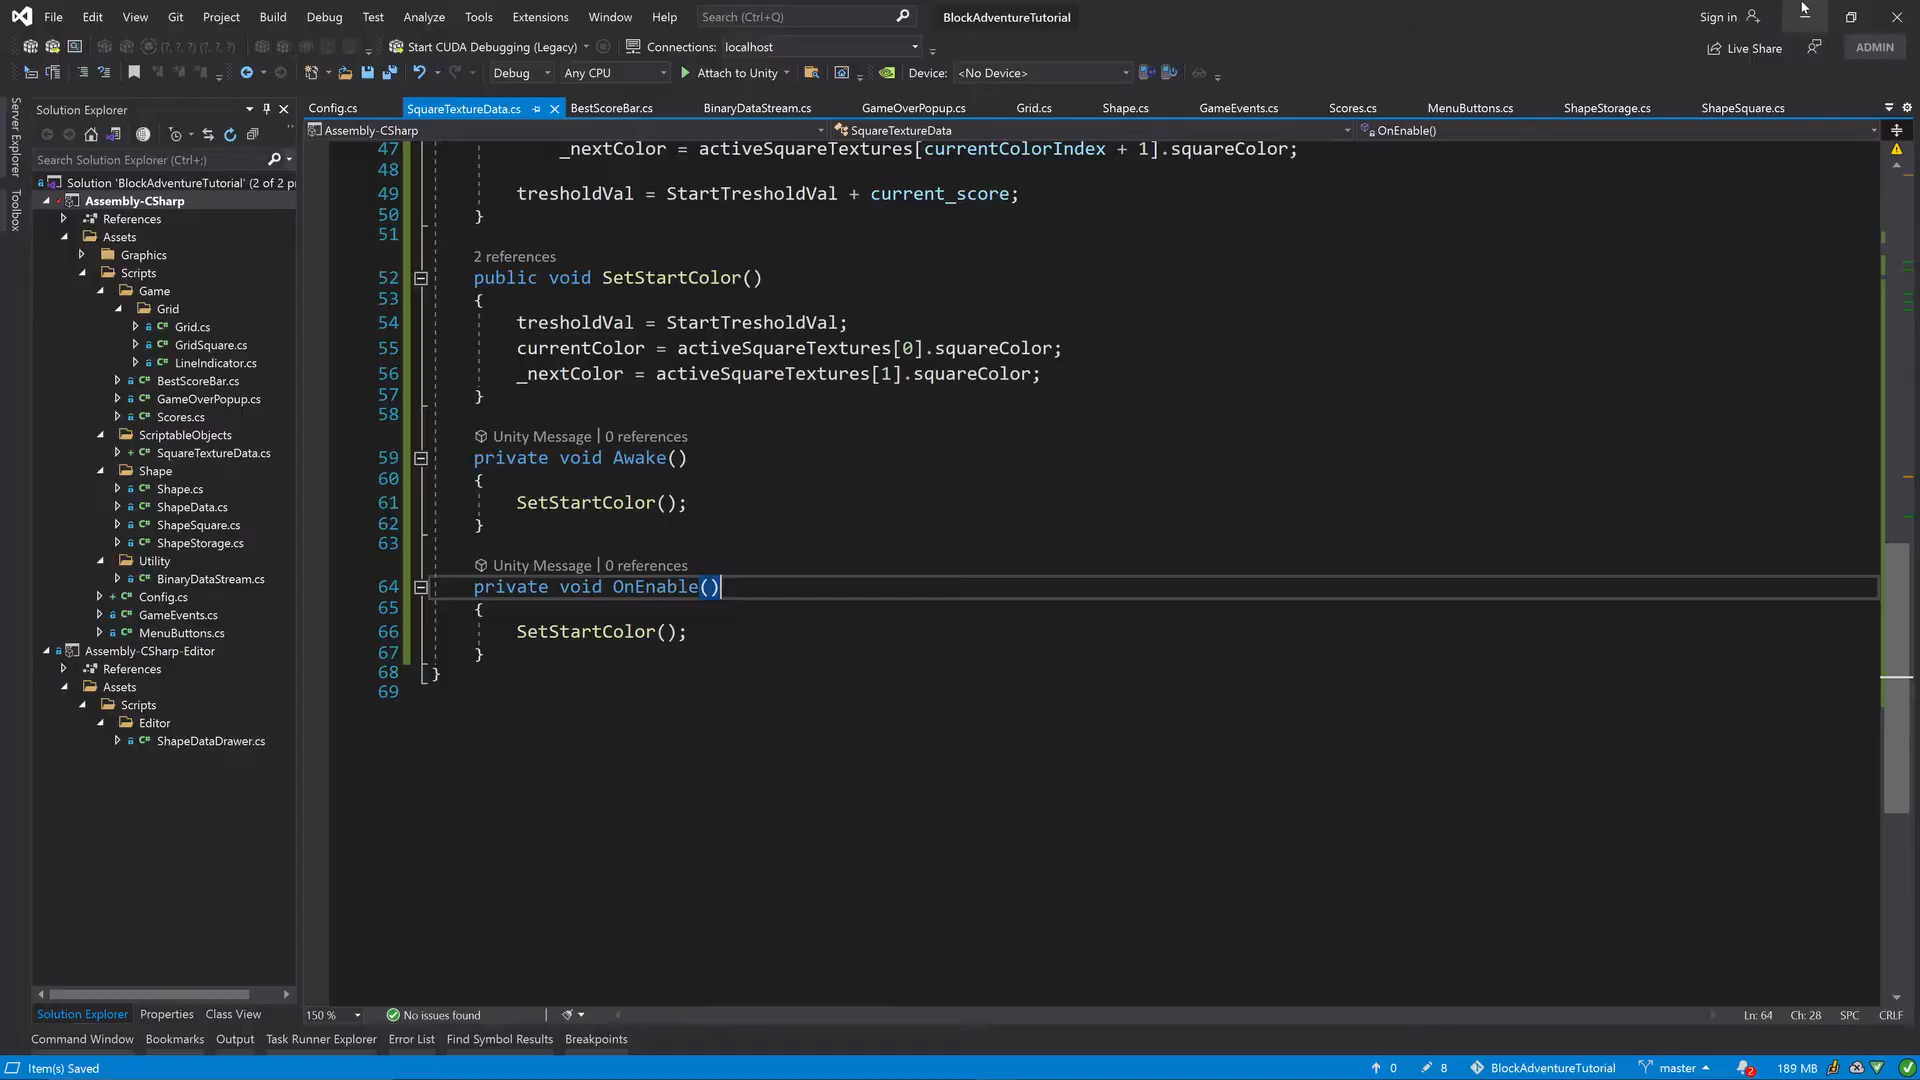 File Edit View Git Project Build Debug Test Analyze Tools Extensions Window Help Search (Ctrl+Q) BlockAdventureTutorial Sign in
Start CUDA Debugging (Legacy) Connections: localhost Live Share ADMIN
Debug Any CPU Attach to Unity Device: <No Device>
Server Explorer
Toolbox
Solution Explorer
Search Solution Explorer (Ctrl+;)
Solution 'BlockAdventureTutorial' (2 of 2 pr
Assembly-CSharp
References
Assets
Graphics
Scripts
Game
Grid
Grid.cs
GridSquare.cs
LineIndicator.cs
BestScoreBar.cs
GameOverPopup.cs
Scores.cs
ScriptableObjects
SquareTextureData.cs
Shape
Shape.cs
ShapeData.cs
ShapeSquare.cs
ShapeStorage.cs
Utility
BinaryDataStream.cs
Config.cs
GameEvents.cs
MenuButtons.cs
Assembly-CSharp-Editor
References
Assets
Scripts
Editor
ShapeDataDrawer.cs
Solution Explorer Properties Class View
Config.cs SquareTextureData.cs BestScoreBar.cs BinaryDataStream.cs GameOverPopup.cs Grid.cs Shape.cs GameEvents.cs Scores.cs MenuButtons.cs ShapeStorage.cs ShapeSquare.cs
Assembly-CSharp SquareTextureData OnEnable()
47 _nextColor = activeSquareTextures[currentColorIndex + 1].squareColor;
48
49 tresholdVal = StartTresholdVal + current_score;
50 }
51
2 references
52 public void SetStartColor()
53 {
54 tresholdVal = StartTresholdVal;
55 currentColor = activeSquareTextures[0].squareColor;
56 _nextColor = activeSquareTextures[1].squareColor;
57 }
58
Unity Message | 0 references
59 private void Awake()
60 {
61 SetStartColor();
62 }
63
Unity Message | 0 references
64 private void OnEnable()
65 {
66 SetStartColor();
67 }
68 }
69
150 % No issues found Ln: 64 Ch: 28 SPC CRLF
Command Window Bookmarks Output Task Runner Explorer Error List Find Symbol Results Breakpoints
Item(s) Saved 0 8 BlockAdventureTutorial master 2 189 MB